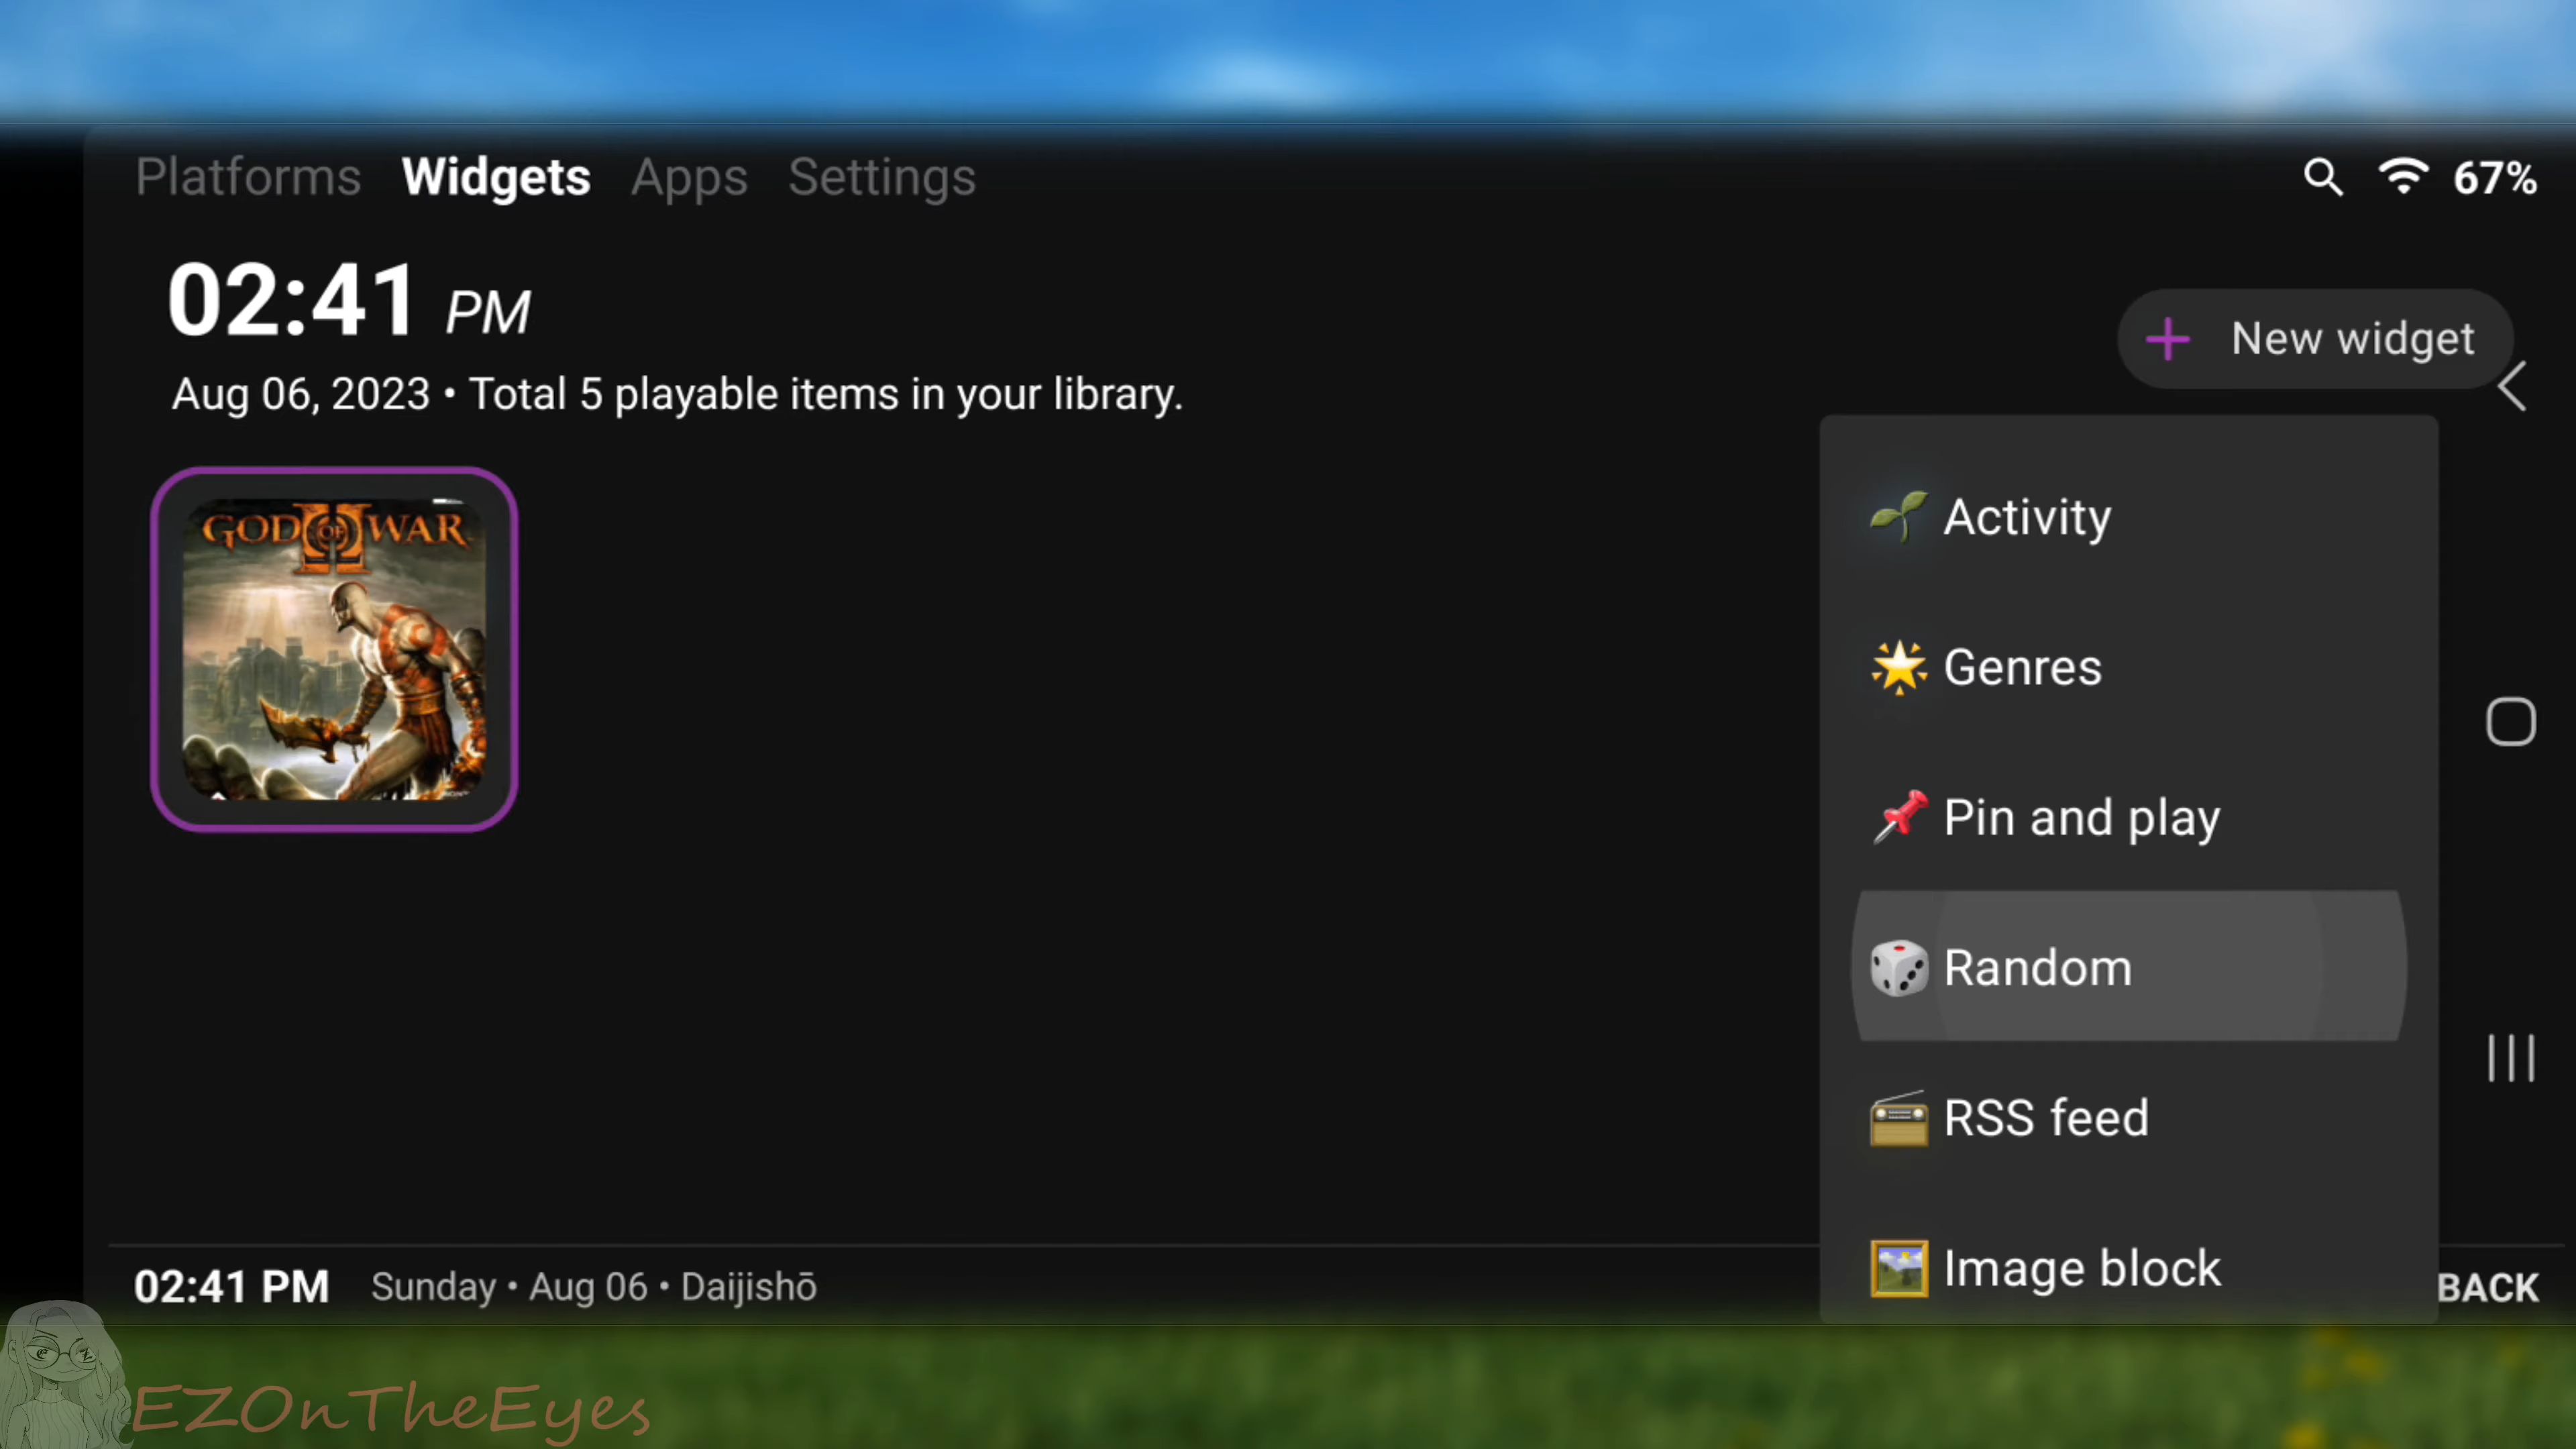 Platforms Widgets Apps Settings 67%
02:41 PM
+ New widget
Aug 06, 2023 • Total 5 playable items in your library.
GOD OF WAR
II
Activity
Genres
Pin and play
Random
RSS feed
Image block
02:41 PM Sunday • Aug 06 • Daijishō BACK
EZOnTheEyes